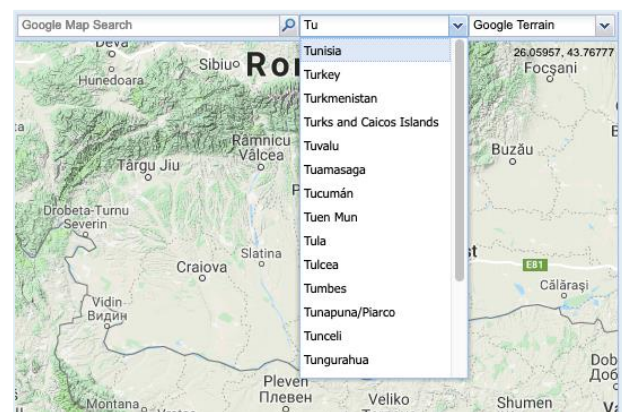 Google Map Search
Tu
Google Terrain
Tunisia
Turkey
Turkmenistan
Turks and Caicos Islands
Tuvalu
Tuamasaga
Tucumán
Tuen Mun
Tula
Tulcea
Tumbes
Tunapuna/Piarco
Tunceli
Tungurahua
26.05957, 43.76777
Deva
Hunedoara
Sibiu
Focșani
Râmnicu
Vâlcea
Târgu Jiu
Buzău
Drobeta-Turnu
Severin
Slatina
Craiova
E81
Călărași
Vidin
Видин
Pleven
Плевен
Montana
Veliko
Shumen